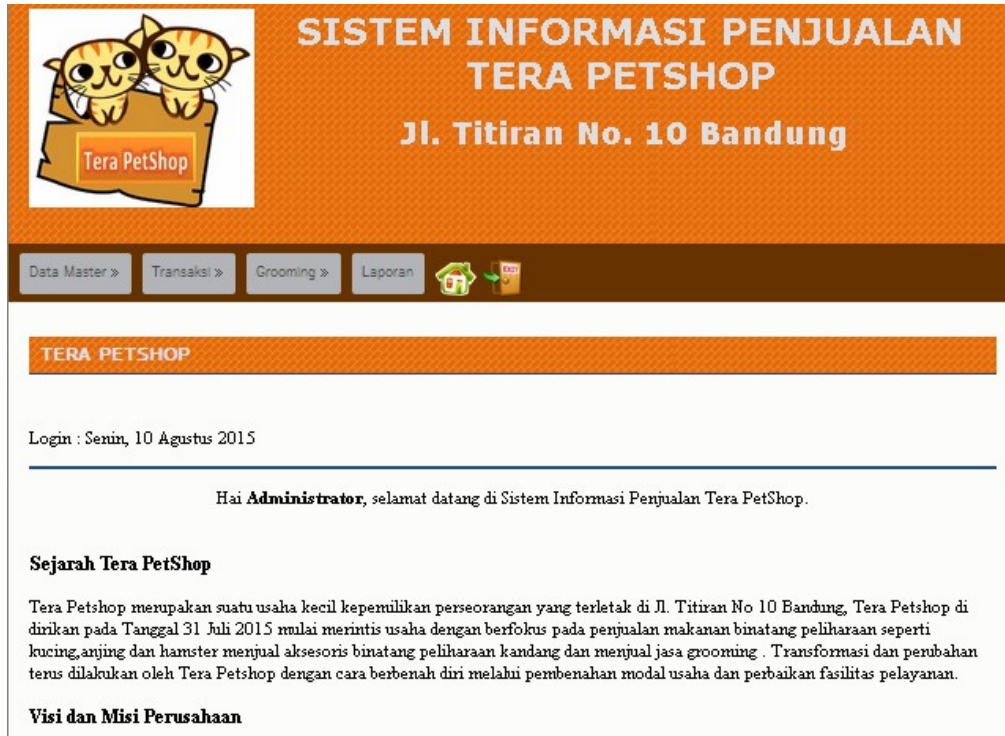 SISTEM INFORMASI PENJUALAN
TERA PETSHOP
Jl. Titiran No. 10 Bandung
Tera PetShop
Data Master »
Transaksi »
Grooming »
Laporan
EXIT
TERA PETSHOP
Login : Senin, 10 Agustus 2015
Hai Administrator, selamat datang di Sistem Informasi Penjualan Tera PetShop.
Sejarah Tera PetShop
Tera Petshop merupakan suatu usaha kecil kepemilikan perseorangan yang terletak di Jl. Titiran No 10 Bandung, Tera Petshop di
dirikan pada Tanggal 31 Juli 2015 mulai merintis usaha dengan berfokus pada penjualan makanan binatang peliharaan seperti
kucing,anjing dan hamster menjual aksesoris binatang peliharaan kandang dan menjual jasa grooming . Transformasi dan perubahan
terus dilakukan oleh Tera Petshop dengan cara berbenah diri melalui pembenahan modal usaha dan perbaikan fasilitas pelayanan.
Visi dan Misi Perusahaan